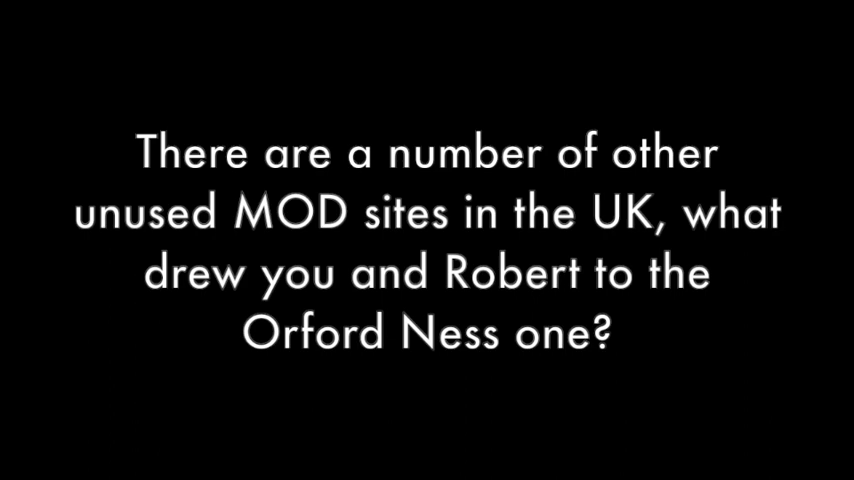 There are a number of other
unused MOD sites in the UK, what
drew you and Robert to the
Orford Ness one?